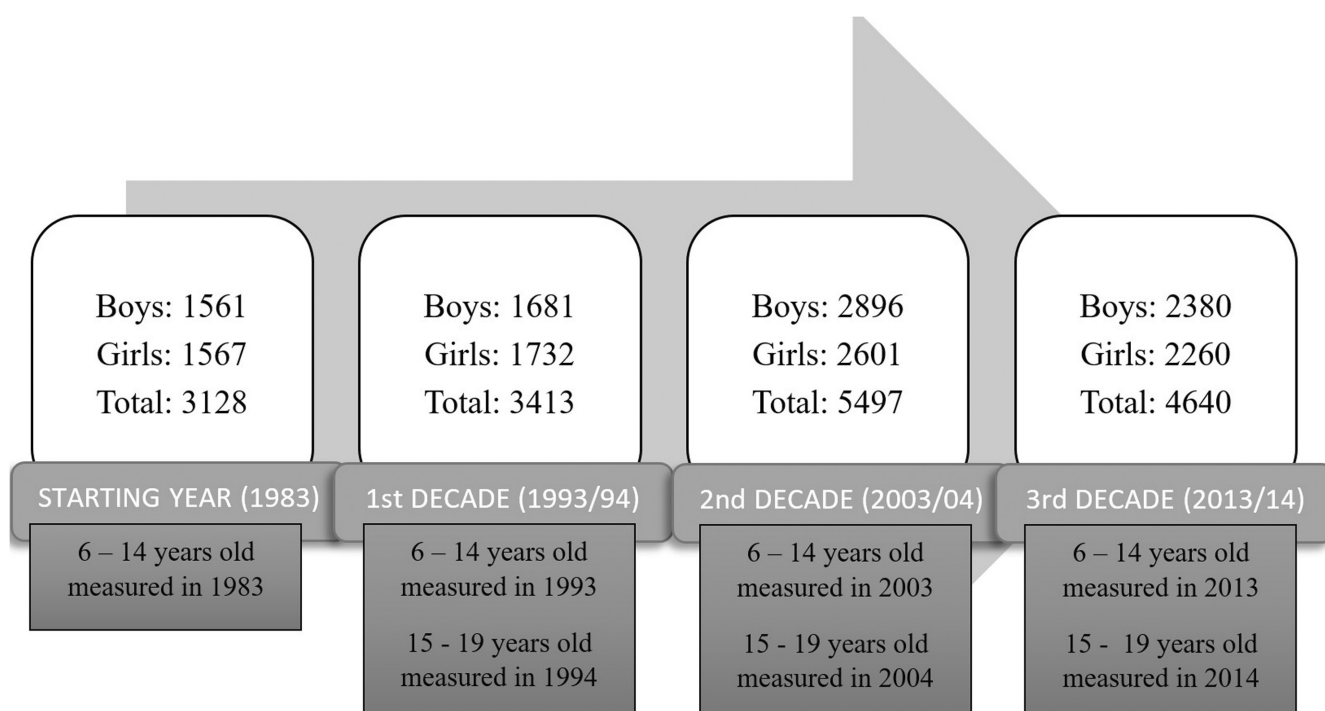 Boys: 1561
Girls: 1567
Total: 3128
STARTING YEAR (1983)
6 – 14 years old
measured in 1983
Boys: 1681
Girls: 1732
Total: 3413
1st DECADE (1993/94)
6 – 14 years old
measured in 1993
15 - 19 years old
measured in 1994
Boys: 2896
Girls: 2601
Total: 5497
2nd DECADE (2003/04)
6 – 14 years old
measured in 2003
15 - 19 years old
measured in 2004
Boys: 2380
Girls: 2260
Total: 4640
3rd DECADE (2013/14)
6 – 14 years old
measured in 2013
15 - 19 years old
measured in 2014